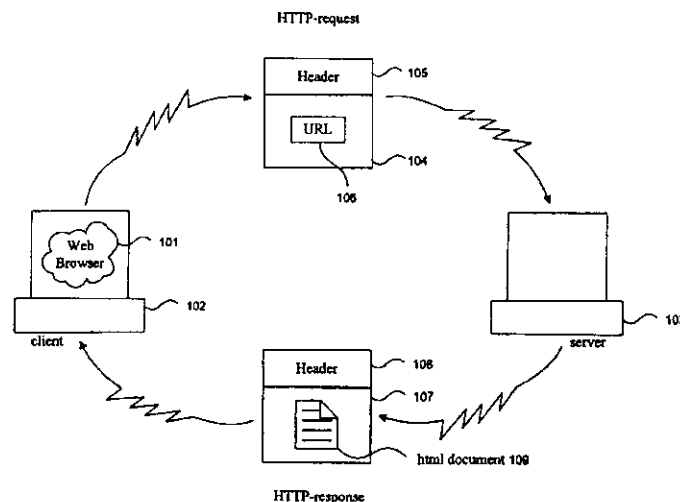 HTTP-request
Header
105
URL
104
106
Web
Browser
101
102
client
server
Header
108
107
html document 109
HTTP-response